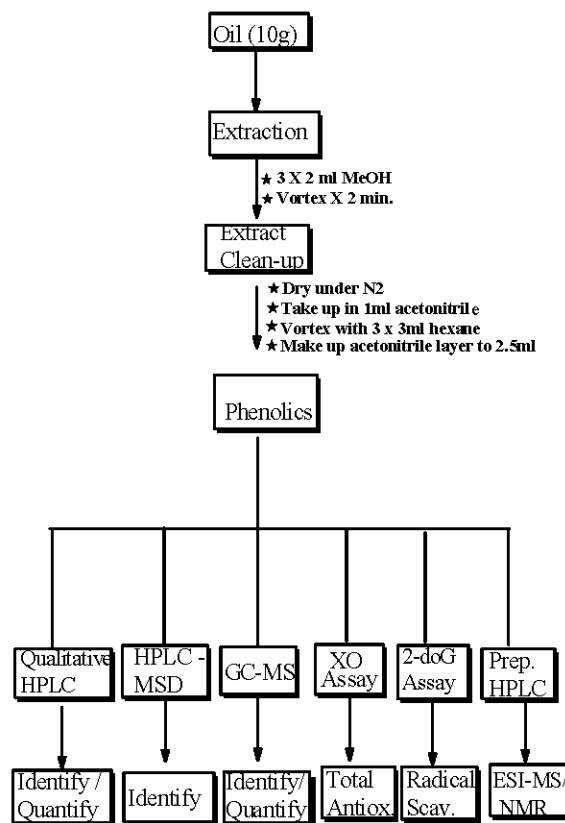 Oil (10g)
Extraction
★ 3 X 2 ml MeOH
★ Vortex X 2 min.
Extract
Clean-up
★ Dry under N2
★ Take up in 1ml acetonitrile
★ Vortex with 3 x 3ml hexane
★ Make up acetonitrile layer to 2.5ml
Phenolics
Qualitative
HPLC
HPLC -
MSD
GC-MS
XO
Assay
2-doG
Assay
Prep.
HPLC
Identify /
Quantify
Identify
Identify/
Quantify
Total
Antiox.
Radical
Scav.
ESI-MS/
NMR